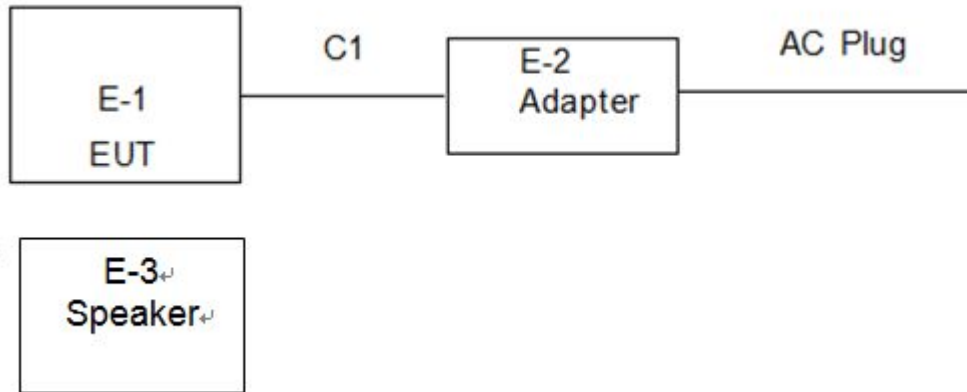 E-1
EUT
C1
E-2
Adapter
AC Plug
E-3↵
Speaker↵